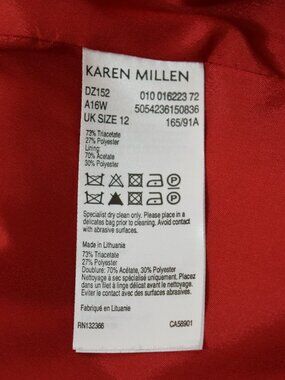 KAREN MILLEN
DZ152 010 016223 72
A16W 5054236150836
UK SIZE 12 165/91A
73% Triacetate
27% Polyester
Lining:
70% Acetate
30% Polyester
P
P
Specialist dry clean only. Please place in a
delicates bag prior to cleaning. Avoid contact
with abrasive surfaces.
Made in Lithuania
73% Triacetate
27% Polyester
Doublure: 70% Acétate, 30% Polyester
Nettoyage à sec spécialisé uniquement. Placez
dans un filet à linge délicat avant le nettoyage.
Eviter le contact avec des surfaces abrasives.
Fabriqué en Lituanie
RN132366 CA58901